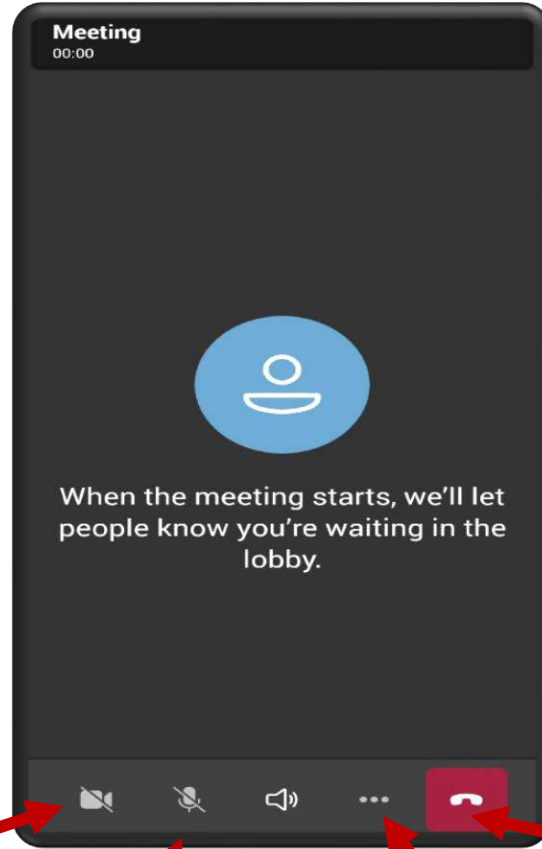 Meeting
00:00
When the meeting starts, we'll let
people know you're waiting in the
lobby.